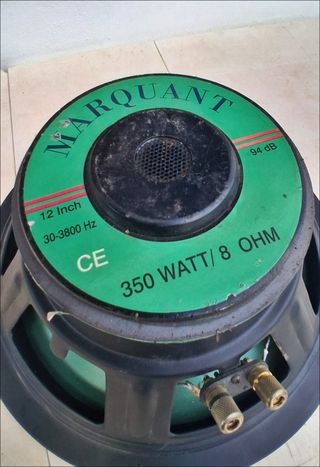 MARQUANT
94 dB
12 Inch
30-3800 Hz
CE
350 WATT/ 8 OHM